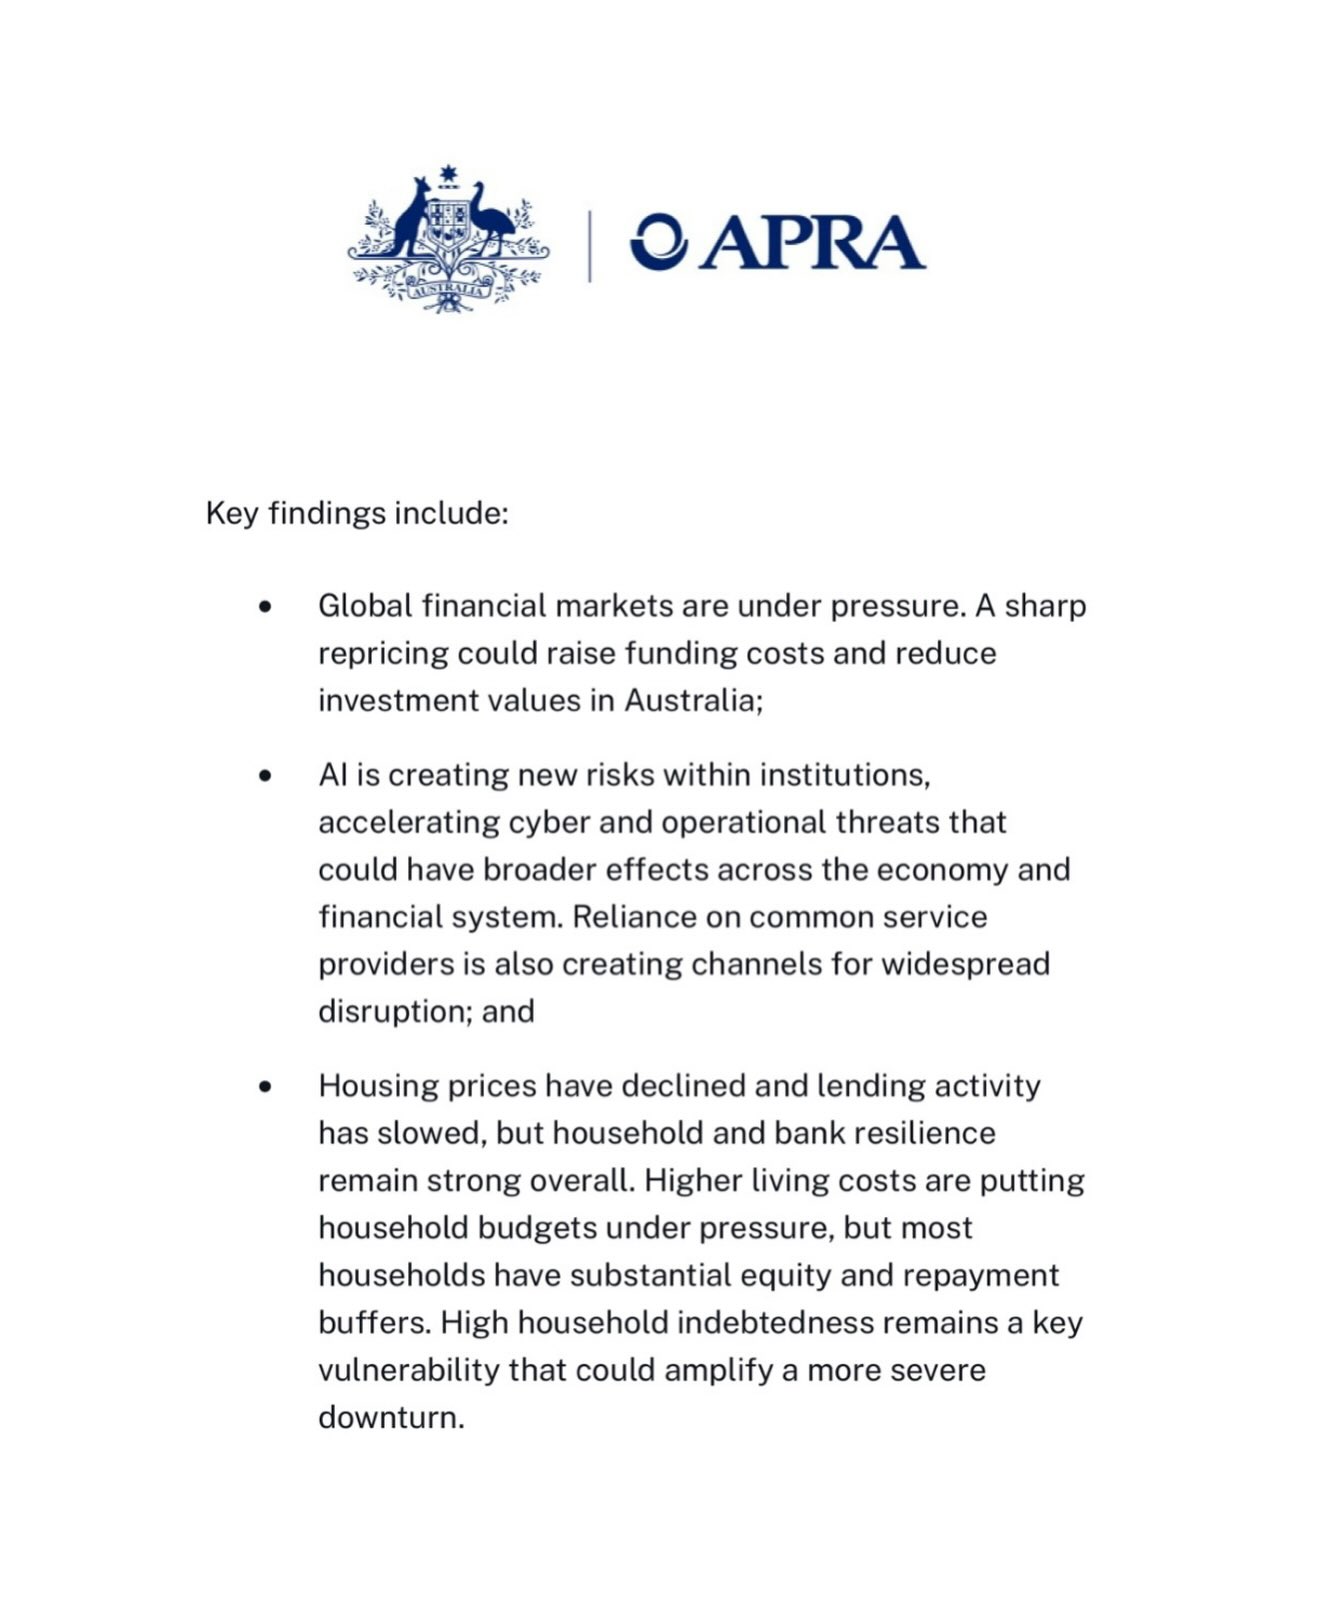 AUSTRALIA
APRA
Key findings include:
• Global financial markets are under pressure. A sharp
repricing could raise funding costs and reduce
investment values in Australia;
• AI is creating new risks within institutions,
accelerating cyber and operational threats that
could have broader effects across the economy and
financial system. Reliance on common service
providers is also creating channels for widespread
disruption; and
• Housing prices have declined and lending activity
has slowed, but household and bank resilience
remain strong overall. Higher living costs are putting
household budgets under pressure, but most
households have substantial equity and repayment
buffers. High household indebtedness remains a key
vulnerability that could amplify a more severe
downturn.